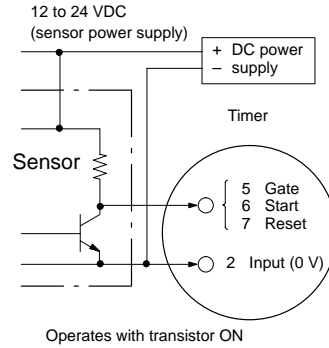 12 to 24 VDC
(sensor power supply)
+ DC power
– supply
Timer
Sensor
5 Gate
6 Start
7 Reset
2 Input (0 V)
Operates with transistor ON